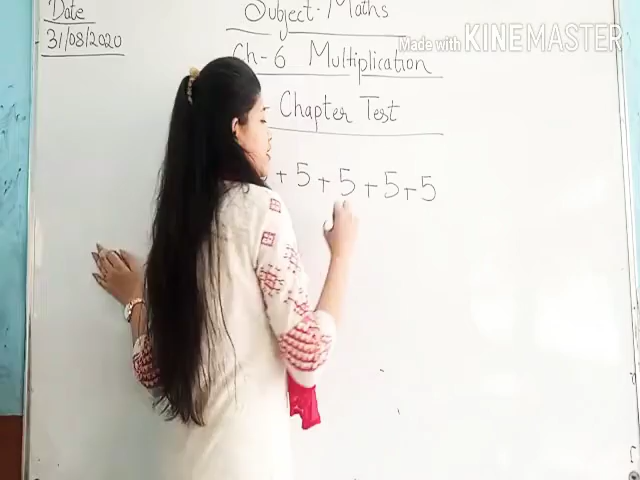 Date
31/08/2020
Subject. Maths
Made with KINEMASTER
Ch-6 Multiplication
Chapter Test
+ 5 + 5 + 5 + 5